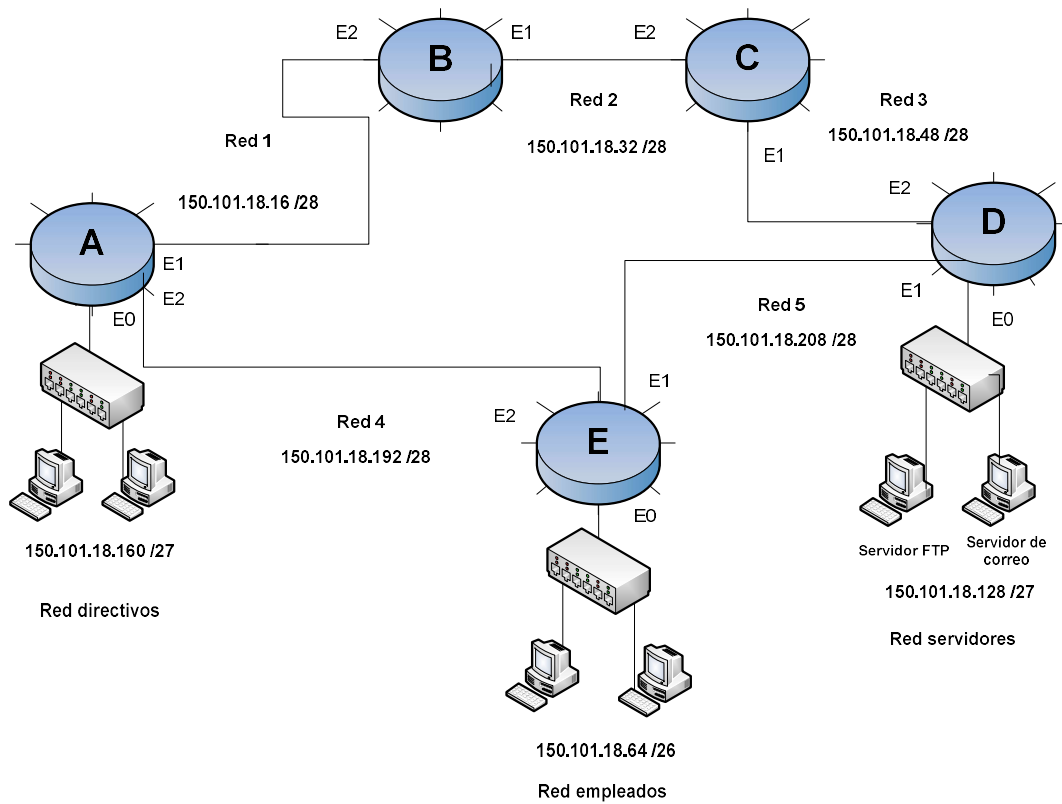 E2
B
E1
E2
C
Red 1
Red 2
Red 3
150.101.18.48 /28
150.101.18.32 /28
E1
150.101.18.16 /28
E2
D
A
E1
E2
E0
E1
E0
Red 5
150.101.18.208 /28
E1
E2
Red 4
150.101.18.192 /28
E
E0
150.101.18.160 /27
Red directivos
Servidor FTP
Servidor de
correo
150.101.18.128 /27
Red servidores
150.101.18.64 /26
Red empleados